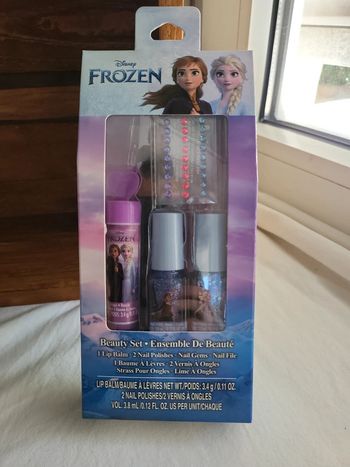 Disney
FROZEN
Disney
FROZEN
Beauty Set • Ensemble De Beauté
1 Lip Balm • 2 Nail Polishes • Nail Gems • Nail File
1 Baume À Lèvres • 2 Vernis À Ongles
Strass Pour Ongles • Lime À Ongles
LIP BALM/BAUME À LÈVRES NET WT./POIDS: 3.4 g / 0.11 OZ.
2 NAIL POLISHES/2 VERNIS À ONGLES
VOL: 3.8 mL/0.12 FL. OZ. US PER UNIT/CHAQUE